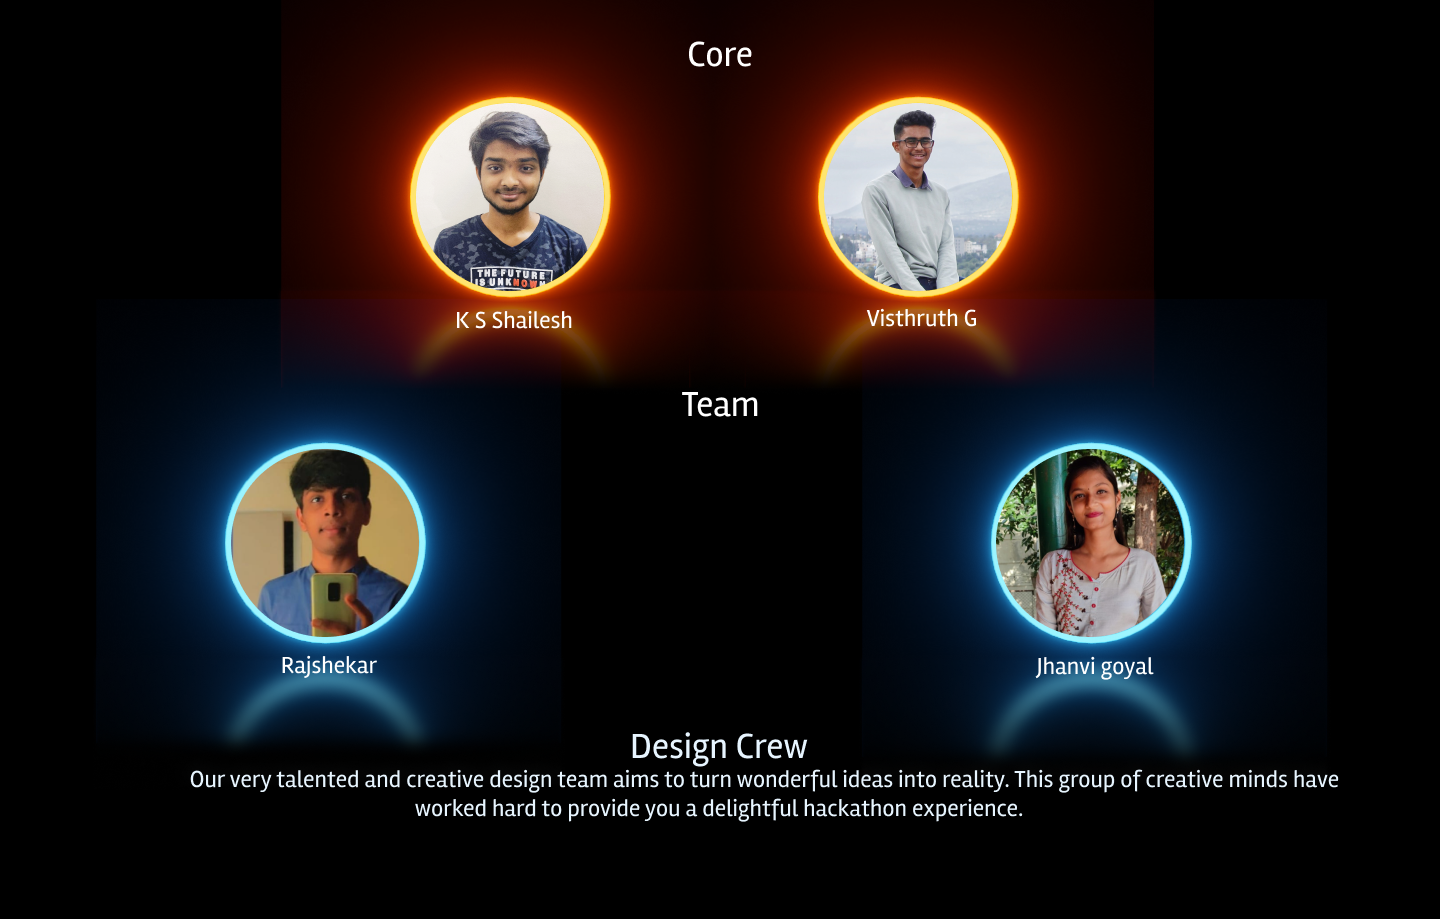 Core
THE FUTURE
IS UNKNOWN
K S Shailesh
Visthruth G
Team
Rajshekar
Jhanvi goyal
Design Crew
Our very talented and creative design team aims to turn wonderful ideas into reality. This group of creative minds have
worked hard to provide you a delightful hackathon experience.